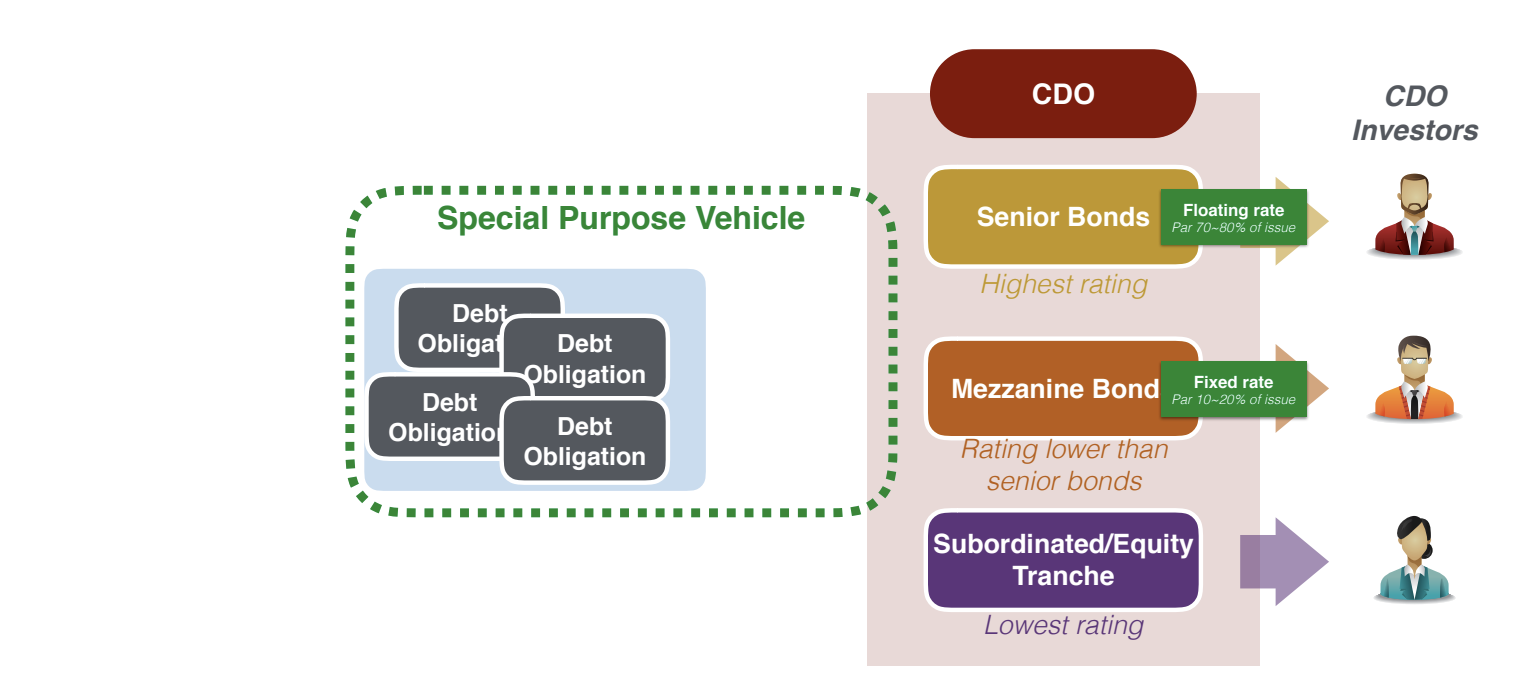 CDO
CDO
Investors
Special Purpose Vehicle
Senior Bonds
Floating rate
Par 70~80% of issue
Highest rating
Debt
Obligat
Debt
Obligation
Debt
Obligation
Debt
Obligation
Mezzanine Bond
Fixed rate
Par 10~20% of issue
Rating lower than
senior bonds
Subordinated/Equity
Tranche
Lowest rating